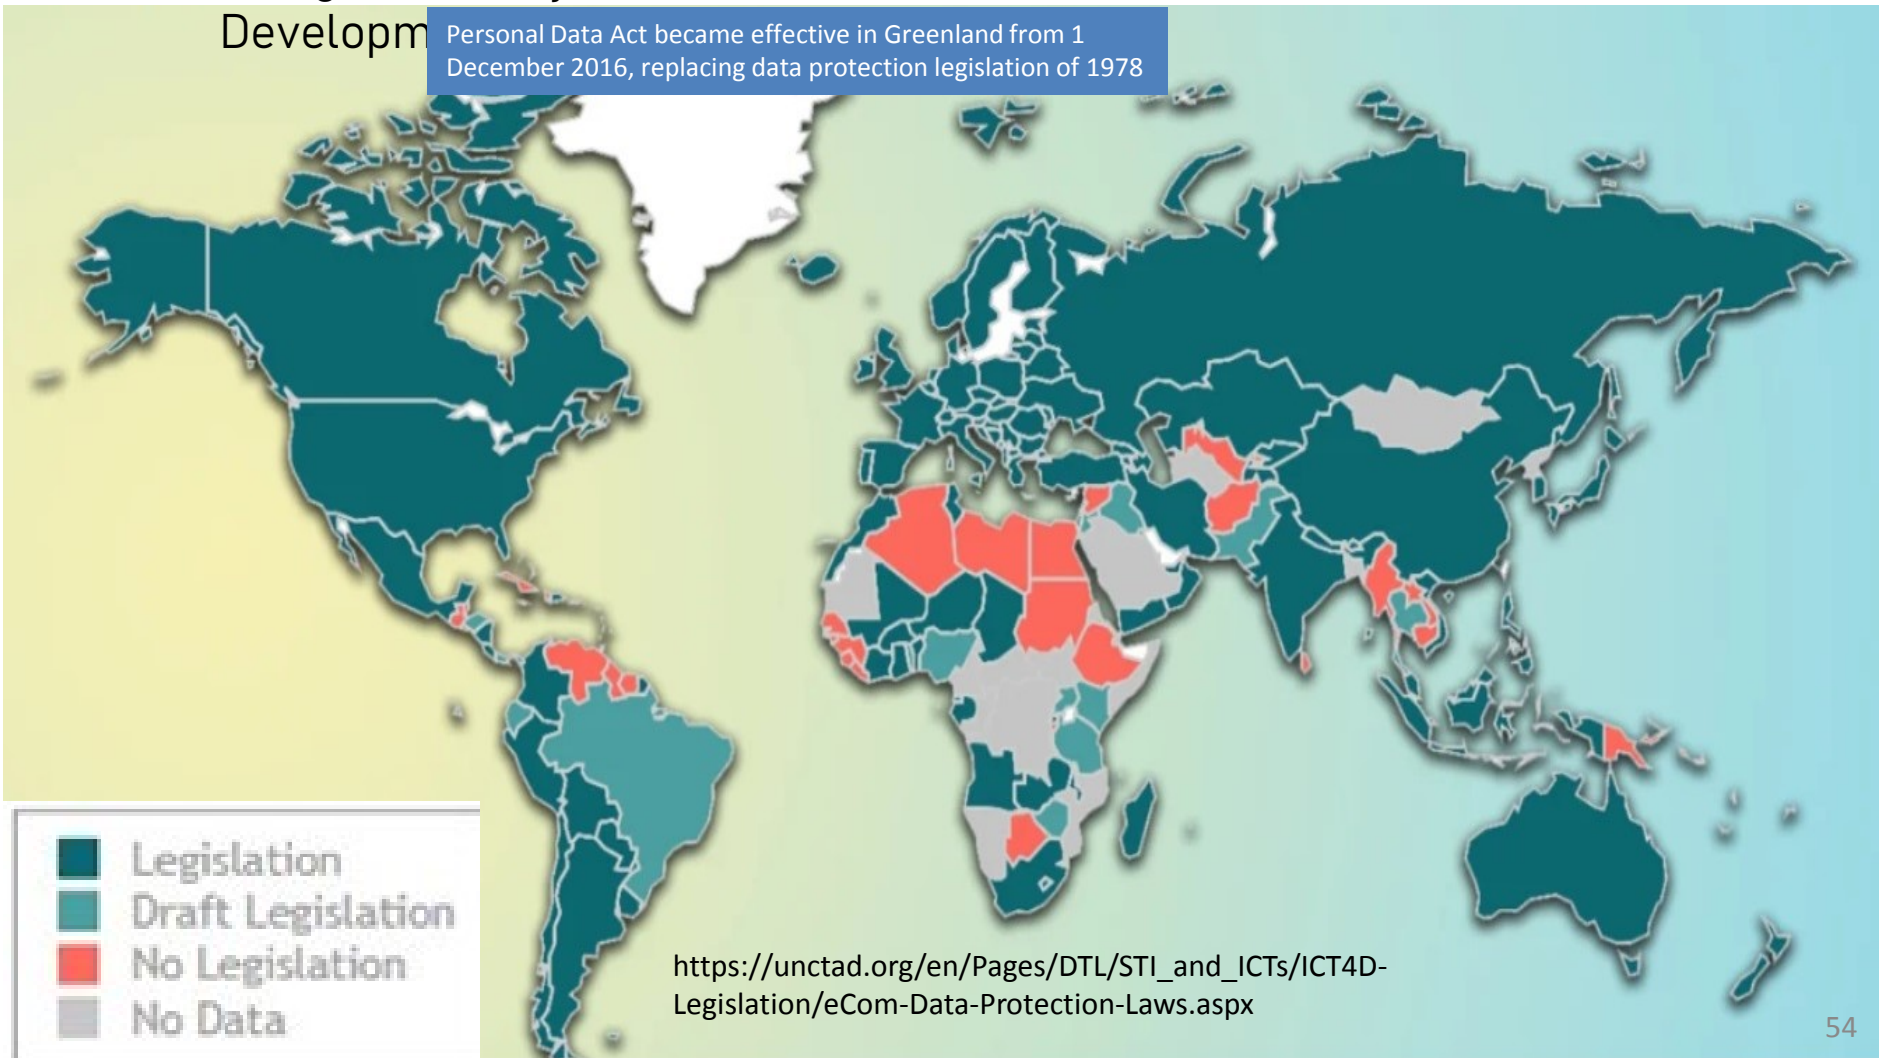 Developm
Personal Data Act became effective in Greenland from 1
December 2016, replacing data protection legislation of 1978
Legislation
Draft Legislation
No Legislation
No Data
https://unctad.org/en/Pages/DTL/STI_and_ICTs/ICT4D-
Legislation/eCom-Data-Protection-Laws.aspx
54